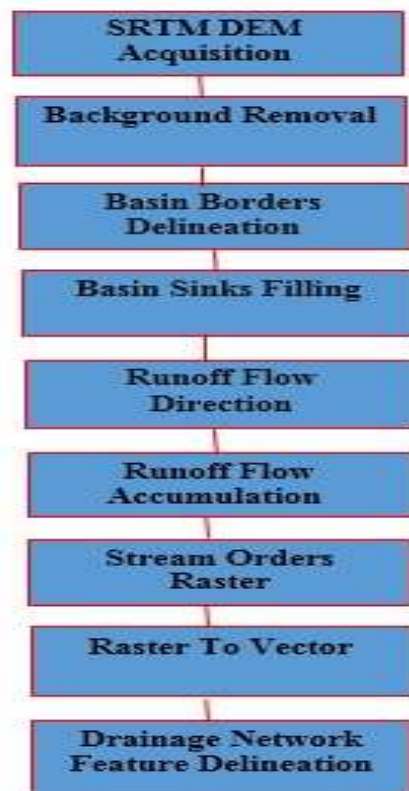 SRTM DEM
Acquisition
Background Removal
Basin Borders
Delineation
Basin Sinks Filling
Runoff Flow
Direction
Runoff Flow
Accumulation
Stream Orders
Raster
Raster To Vector
Drainage Network
Feature Delineation